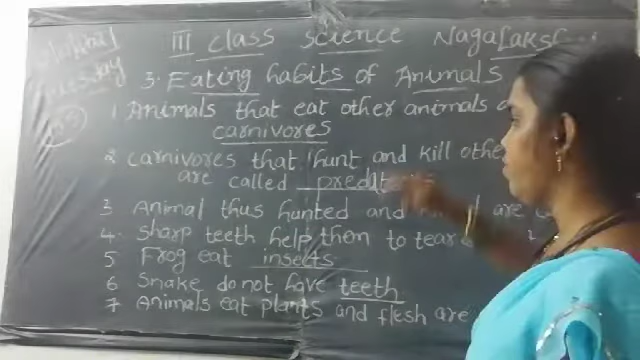 III class science Nagalaksh
3. Eating habits of Animals
1 Animals that eat other animals
carnivores
2 carnivores that hunt and kill othe
are called
3 Animal thus hunted and are
4. Sharp teeth help them to tear
5 Frog eat insects
6 Snake do not have teeth
7 Animals eat plants and flesh are